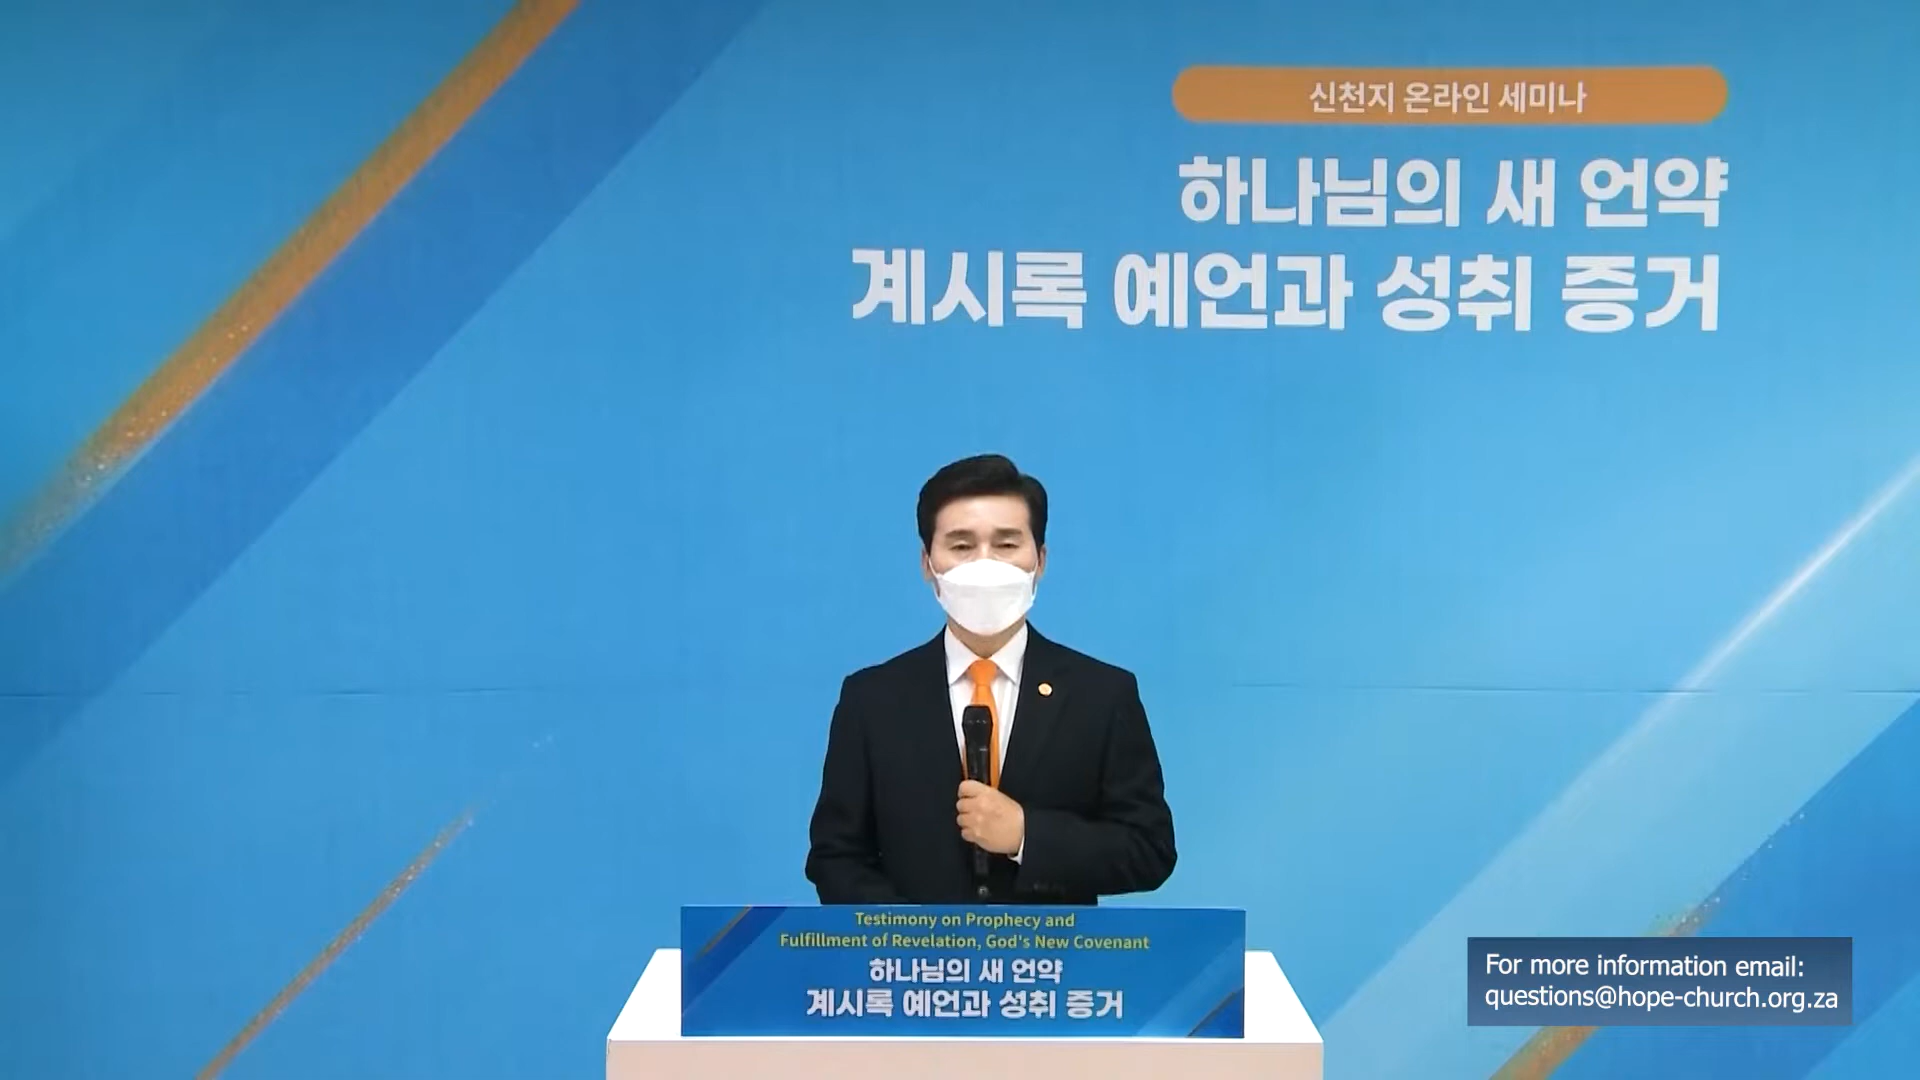 신천지 온라인 세미나
하나님의 새 언약
계시록 예언과 성취 증거
Testimony on Prophecy and
Fulfillment of Revelation, God's New Covenant
하나님의 새 언약
계시록 예언과 성취 증거
For more information email:
questions@hope-church.org.za